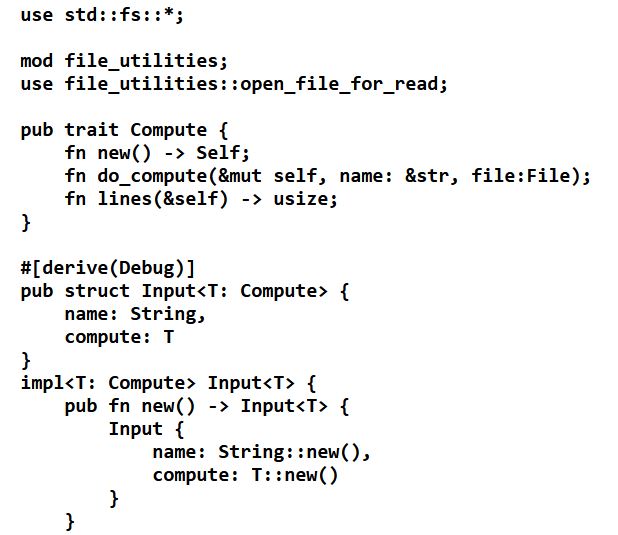 use std::fs::*;

mod file_utilities;
use file_utilities::open_file_for_read;

pub trait Compute {
    fn new() -> Self;
    fn do_compute(&mut self, name: &str, file:File);
    fn lines(&self) -> usize;
}

#[derive(Debug)]
pub struct Input<T: Compute> {
    name: String,
    compute: T
}
impl<T: Compute> Input<T> {
    pub fn new() -> Input<T> {
        Input {
            name: String::new(),
            compute: T::new()
        }
    }